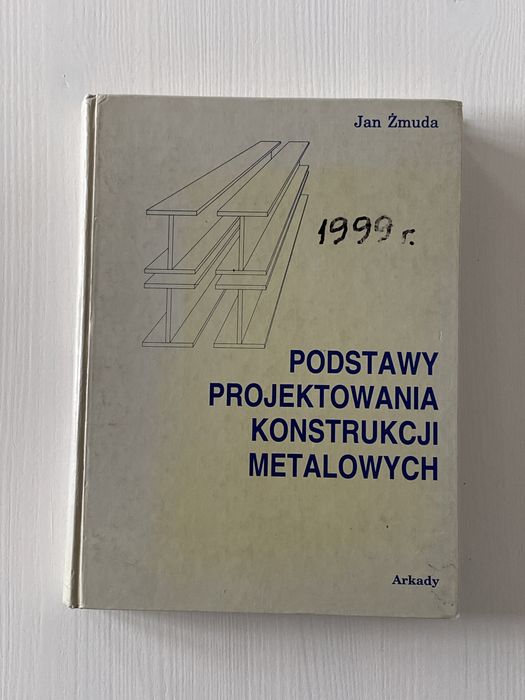 Jan Żmuda
1999 r.
PODSTAWY
PROJEKTOWANIA
KONSTRUKCJI
METALOWYCH
Arkady